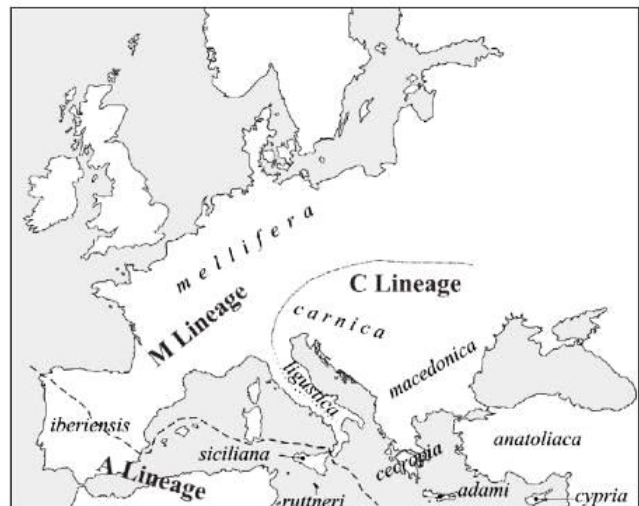 mellifera
M Lineage
C Lineage
carnica
ligustica
macedonica
iberiensis
siciliana
cecropia
anatoliaca
A Lineage
ruttneri
adami
cypria